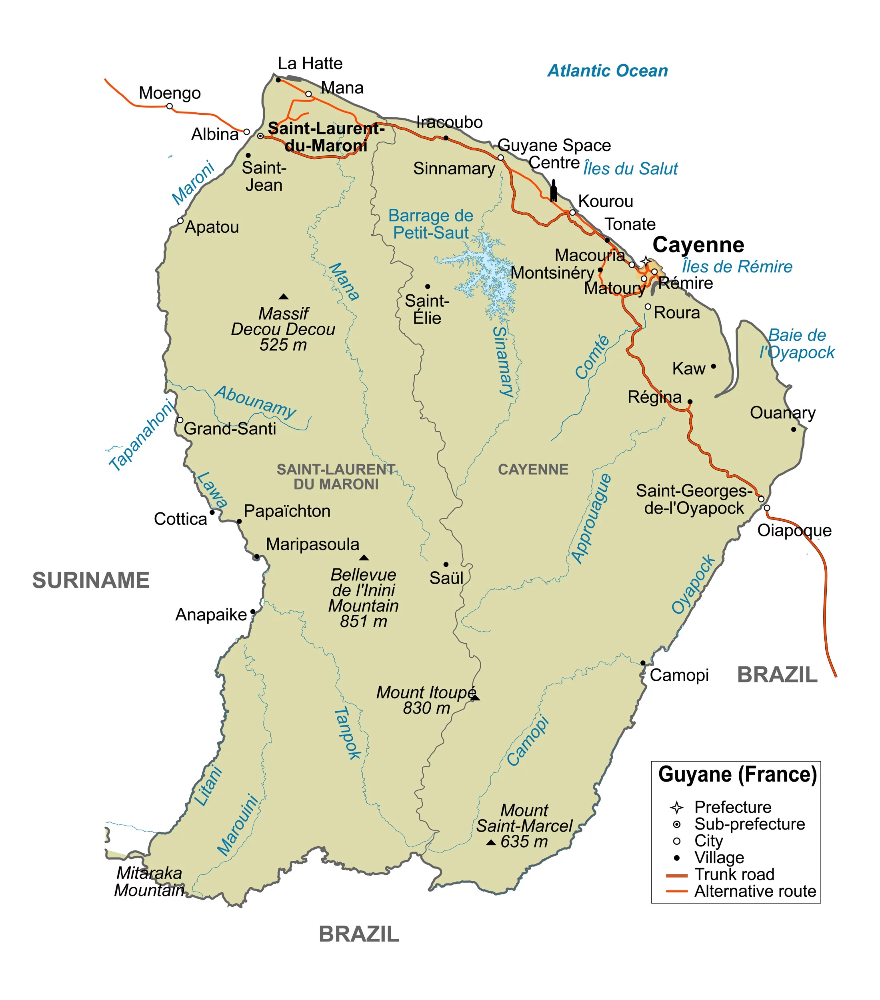 La Hatte
Atlantic Ocean
Mana
Moengo
Iracoubo
Saint-Laurent-
du-Maroni
Albina
Guyane Space
Centre
Îles du Salut
Sinnamary
Saint-
Jean
Maroni
Kourou
Barrage de
Petit-Saut
Tonate
Apatou
Cayenne
Macouria
Îles de Rémire
Montsinéry
Rémire
Matoury
Mana
Saint-
Élie
Massif
Decou Decou
525 m
Roura
Sinamary
Comté
Baie de
l'Oyapock
Kaw
Régina
Abounamy
Ouanary
Tapanahoni
Grand-Santi
SAINT-LAURENT
DU MARONI
CAYENNE
Lawa
Approuague
Saint-Georges-
de-l'Oyapock
Papaïchton
Cottica
Oiapoque
Maripasoula
SURINAME
Bellevue
de l'Inini
Mountain
851 m
Saül
Oyapock
Anapaike
Camopi
BRAZIL
Mount Itoupé
830 m
Tanpok
Camopi
Litani
Marouini
Mount
Saint-Marcel
635 m
Mitaraka
Mountain
BRAZIL
Guyane (France)
Prefecture
Sub-prefecture
City
Village
Trunk road
Alternative route